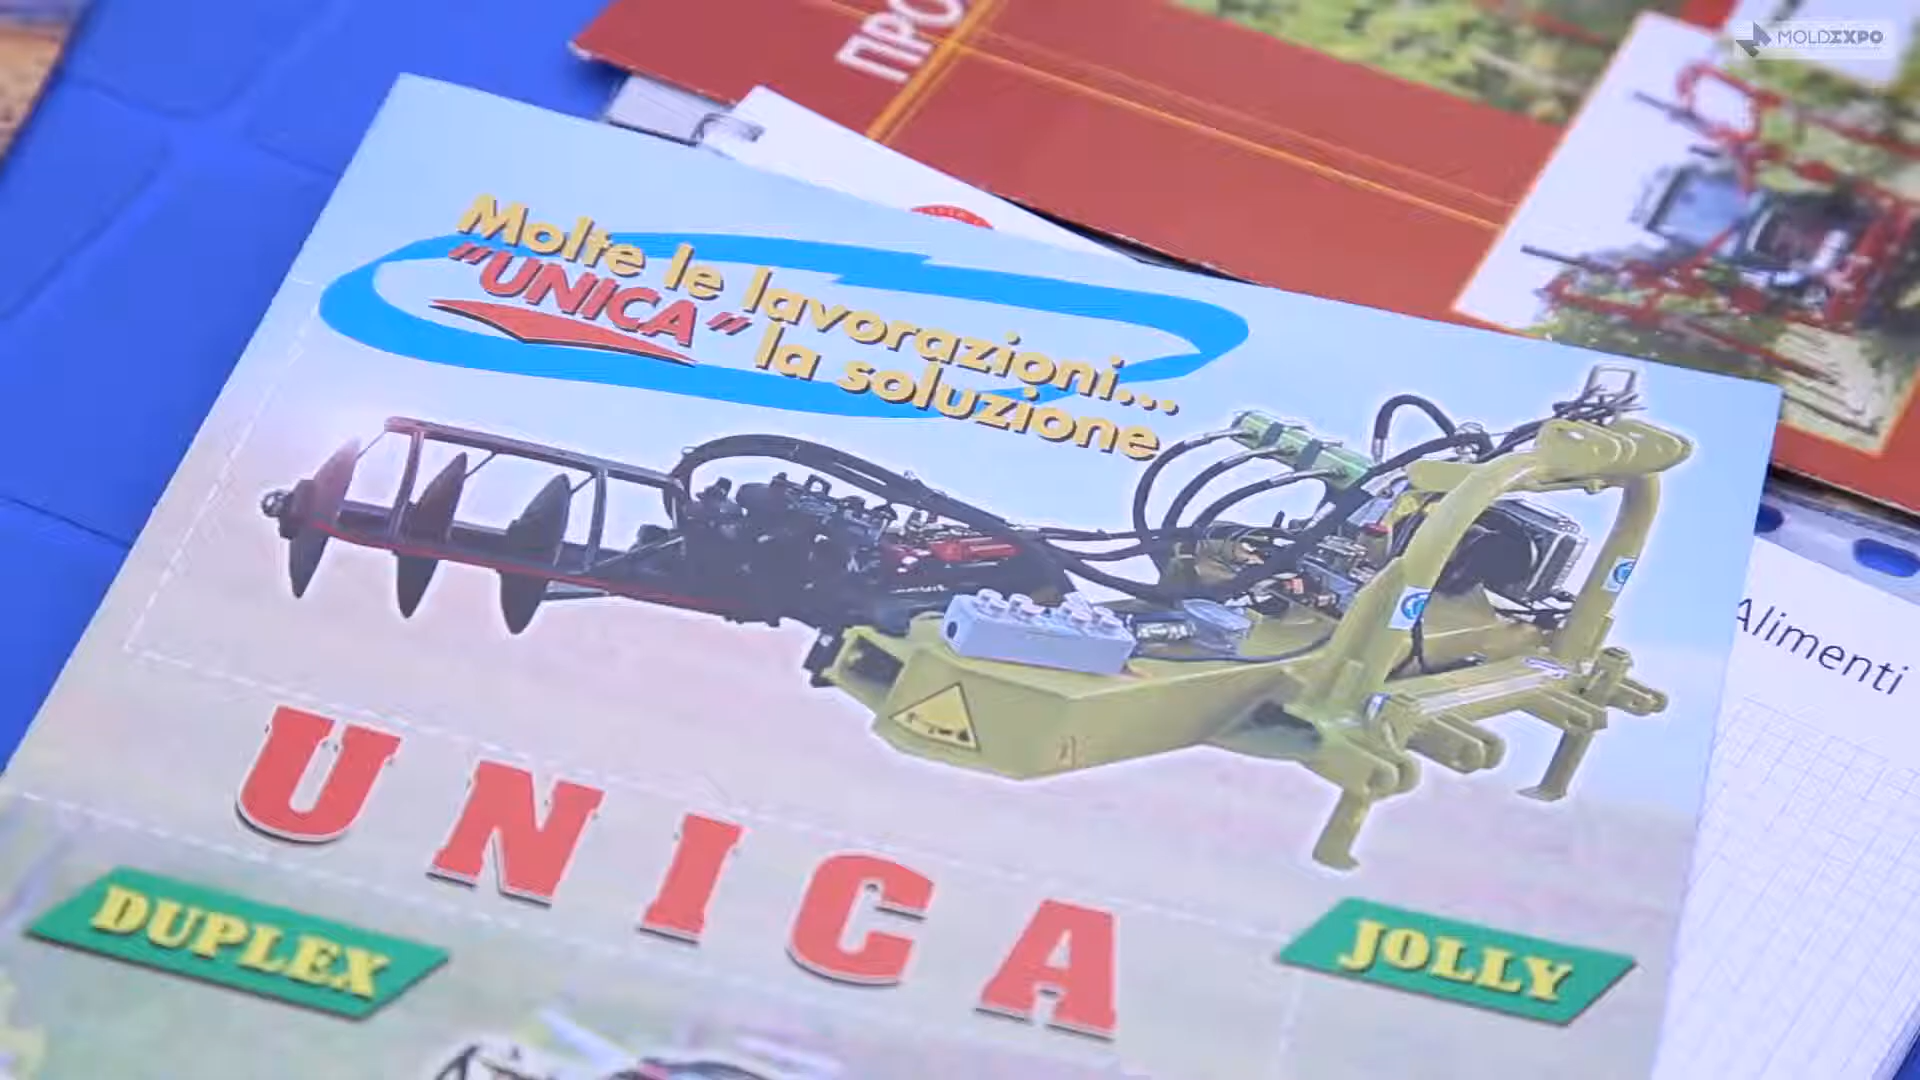 MOLDEXPO
ПРО
Molte le lavorazioni...
"UNICA" la soluzione
Alimenti
UNICA
DUPLEX
JOLLY